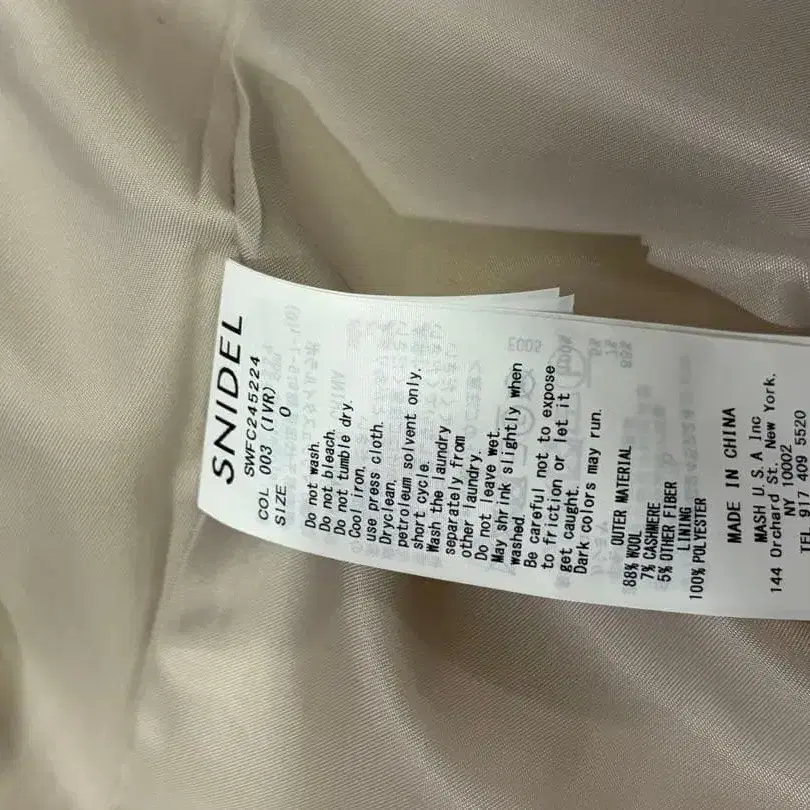 SNIDEL
SWFC245224
COL 003 (IVR)
SIZE 0
Do not wash.
Do not bleach.
Do not tumble dry.
Cool iron,
use press cloth.
Dryclean,
petroleum solvent only.
short cycle.
Wash the laundry
separately from
other laundry.
Do not leave wet.
May shrink slightly when
washed.
Be careful not to expose
to friction or let it
get caught.
Dark colors may run.
OUTER MATERIAL
88% WOOL
7% CASHMERE
5% OTHER FIBER
LINING
100% POLYESTER
MADE IN CHINA
MASH U.S.A Inc
144 Orchard St. New York.
NY 10002
TEL 917 409 5520